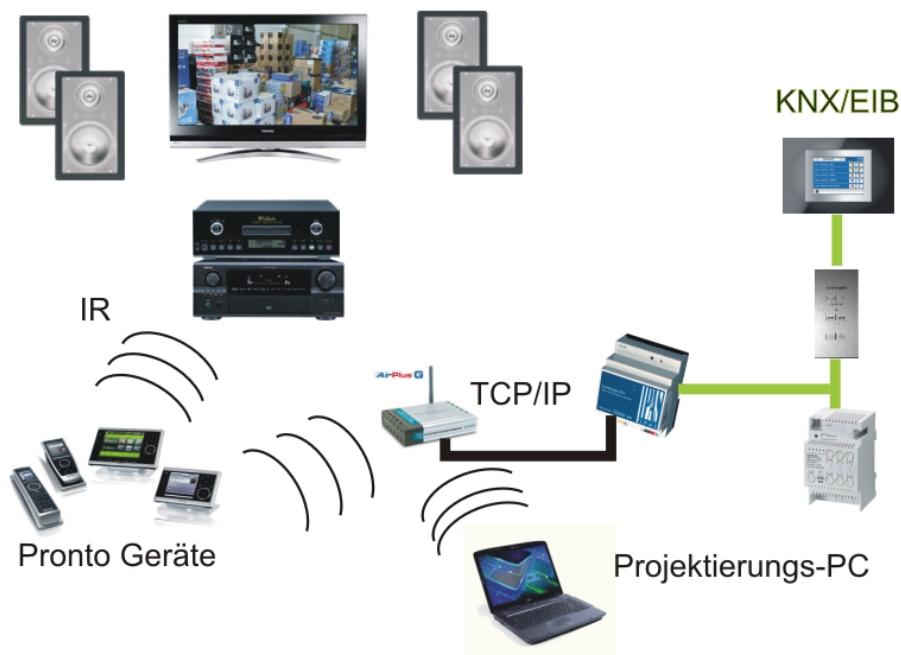 KNX/EIB
IR
AirPlus G
TCP/IP
Pronto Geräte
Projektierungs-PC